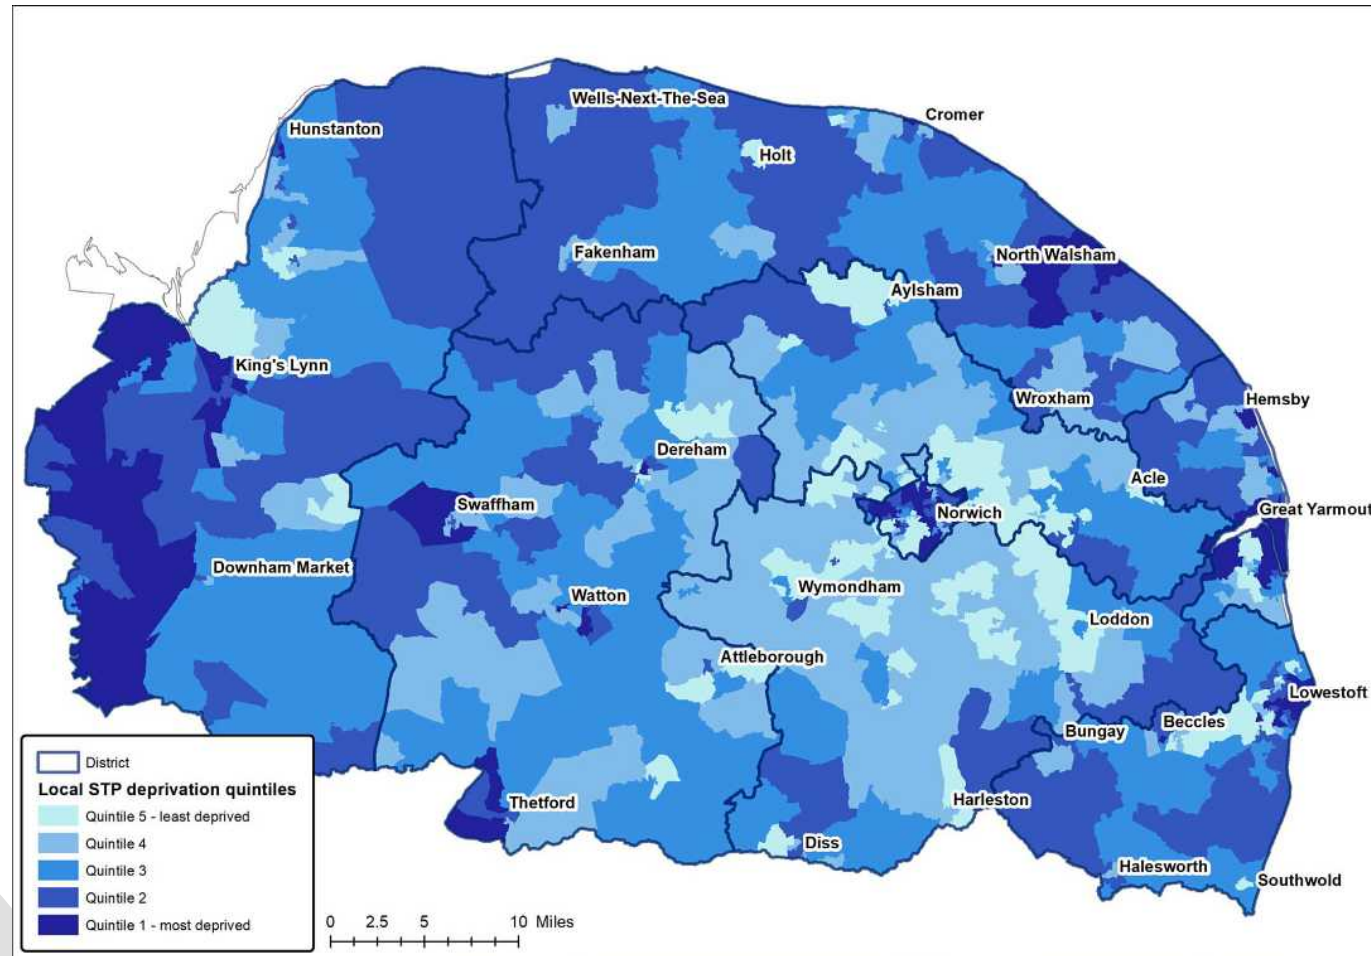 Wells-Next-The-Sea
Cromer
Hunstanton
Holt
Fakenham
North Walsham
Aylsham
King's Lynn
Wroxham
Hemsby
Dereham
Acle
Swaffham
Norwich
Great Yarmout
Downham Market
Watton
Wymondham
Loddon
Attleborough
Lowestoft
Beccles
Bungay
Thetford
Harleston
Diss
Halesworth
Southwold
District
Local STP deprivation quintiles
Quintile 5 - least deprived
Quintile 4
Quintile 3
Quintile 2
Quintile 1 - most deprived
0 2.5 5 10 Miles